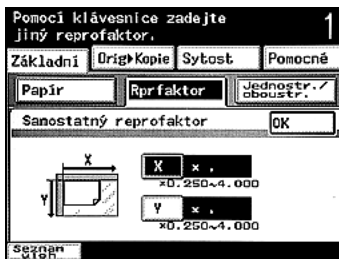 Pomocí klávesnice zadejte
jiný reprofaktor. 1
Základní Orig▸Kopie Sytost Pomocné
Papír Rprfaktor Jednostr./
oboustr.
Samostatný reprofaktor OK
X
Y
X × .
×0.250~4.000
Y × .
×0.250~4.000
Seznam
úloh